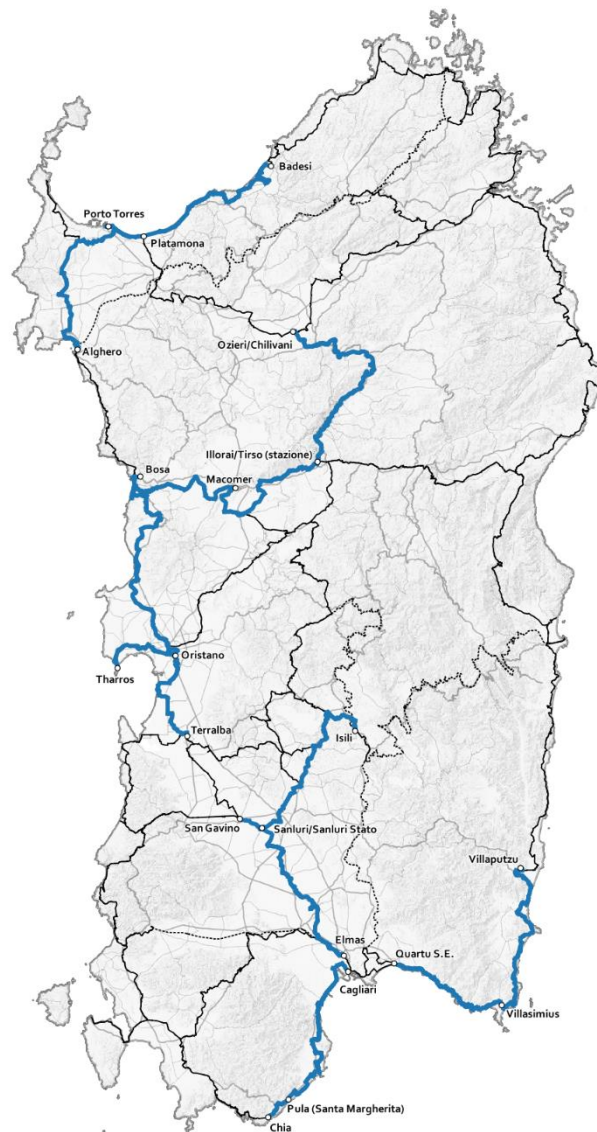 Badesi
Porto Torres
Platamona
Ozieri/Chilivani
Alghero
Illorai/Tirso (stazione)
Bosa
Macomer
Oristano
Tharros
Terralba
Isili
San Gavino
Sanluri/Sanluri Stato
Villaputzu
Elmas
Quartu S.E.
Cagliari
Villasimius
Pula (Santa Margherita)
Chia